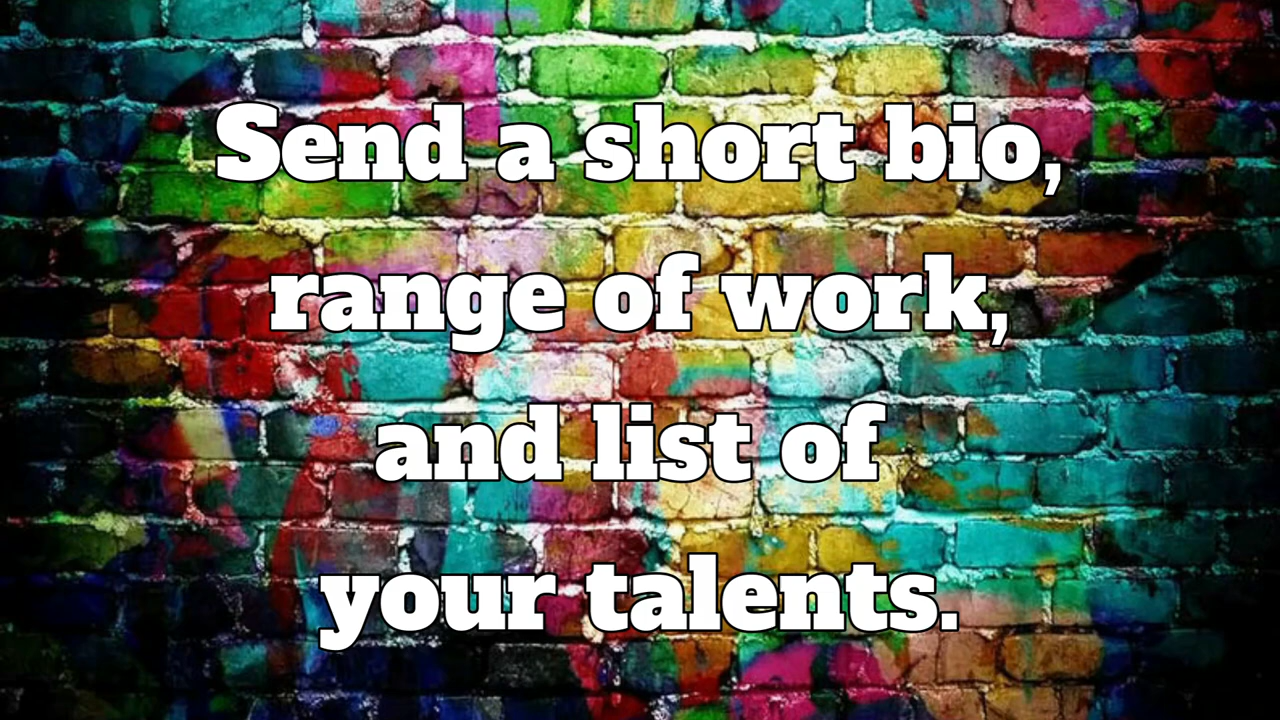 Send a short bio,
range of work,
and list of
your talents.